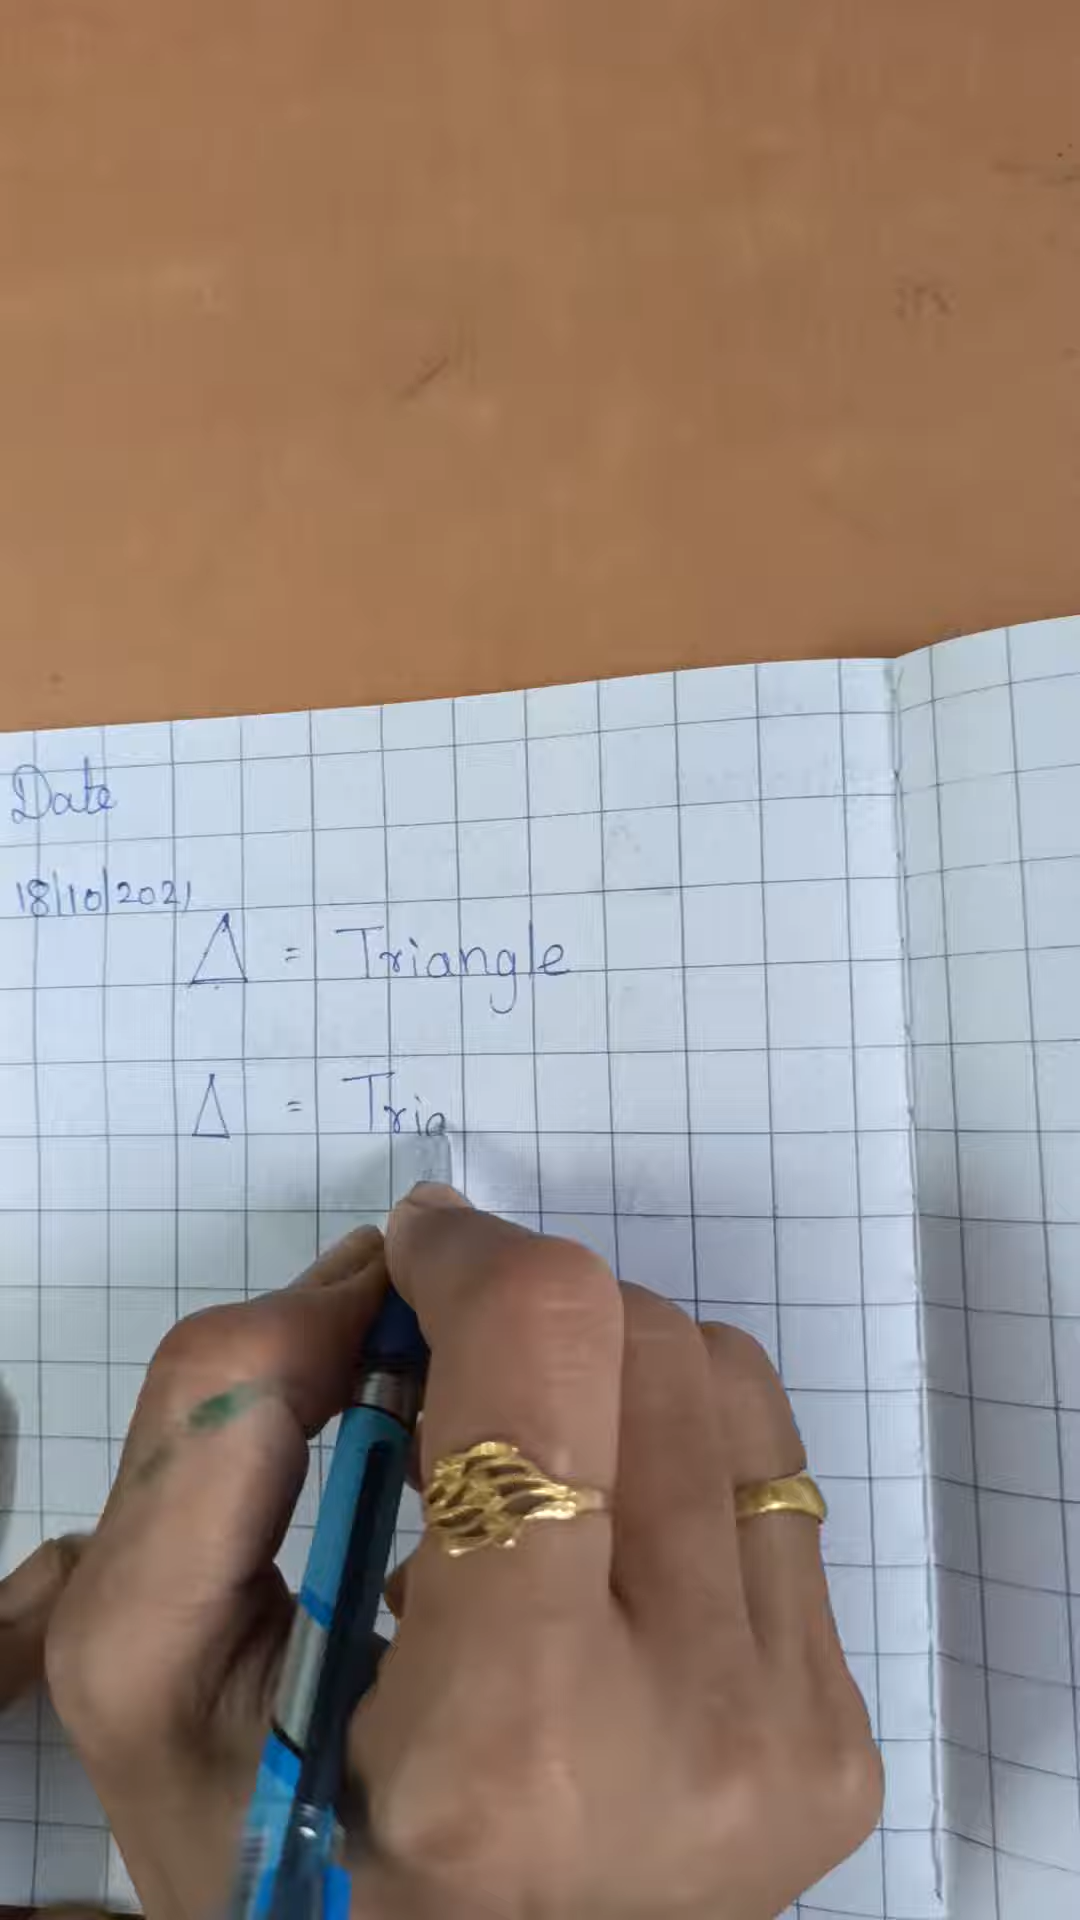 Date
18/10/2021
Δ = Triangle
Δ = Tria